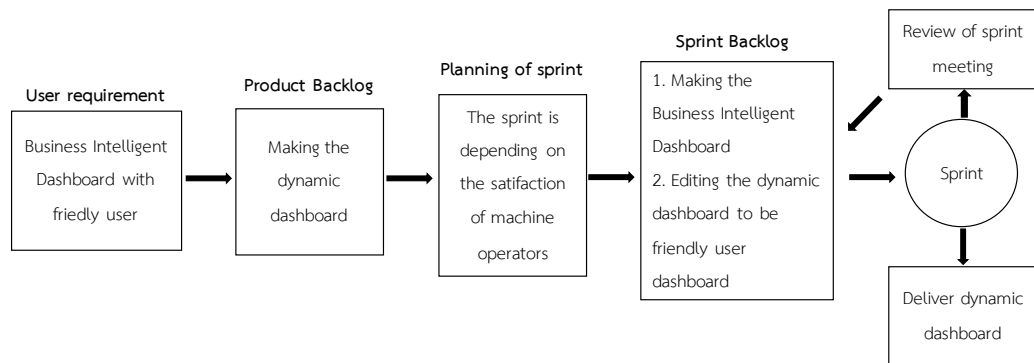 User requirement
Business Intelligent
Dashboard with
friedly user
Product Backlog
Making the
dynamic
dashboard
Planning of sprint
The sprint is
depending on
the satifaction
of machine
operators
Sprint Backlog
1. Making the
Business Intelligent
Dashboard
2. Editing the dynamic
dashboard to be
friendly user
dashboard
Review of sprint
meeting
Sprint
Deliver dynamic
dashboard